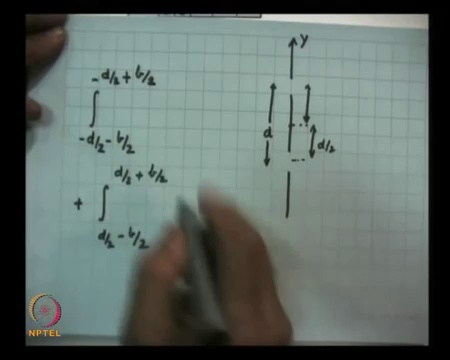 -d/2 + b/2
∫
-d/2 - b/2
d/2 + b/2
+ ∫
d/2 - b/2
Y
d
d/2
NPTEL